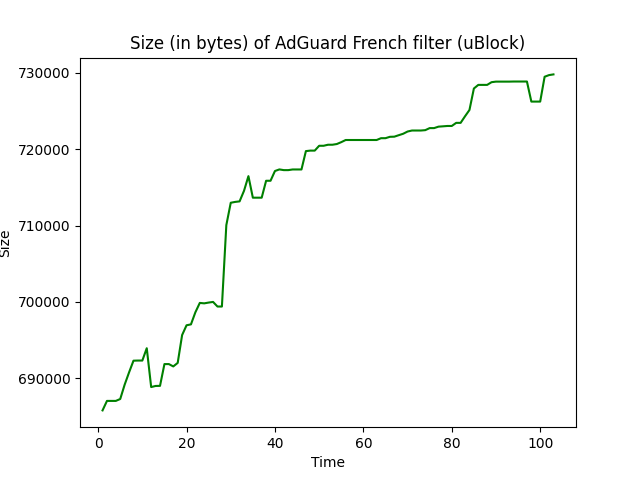 Size (in bytes) of AdGuard French filter (uBlock)
730000
720000
710000
700000
690000
Size
0 20 40 60 80 100
Time